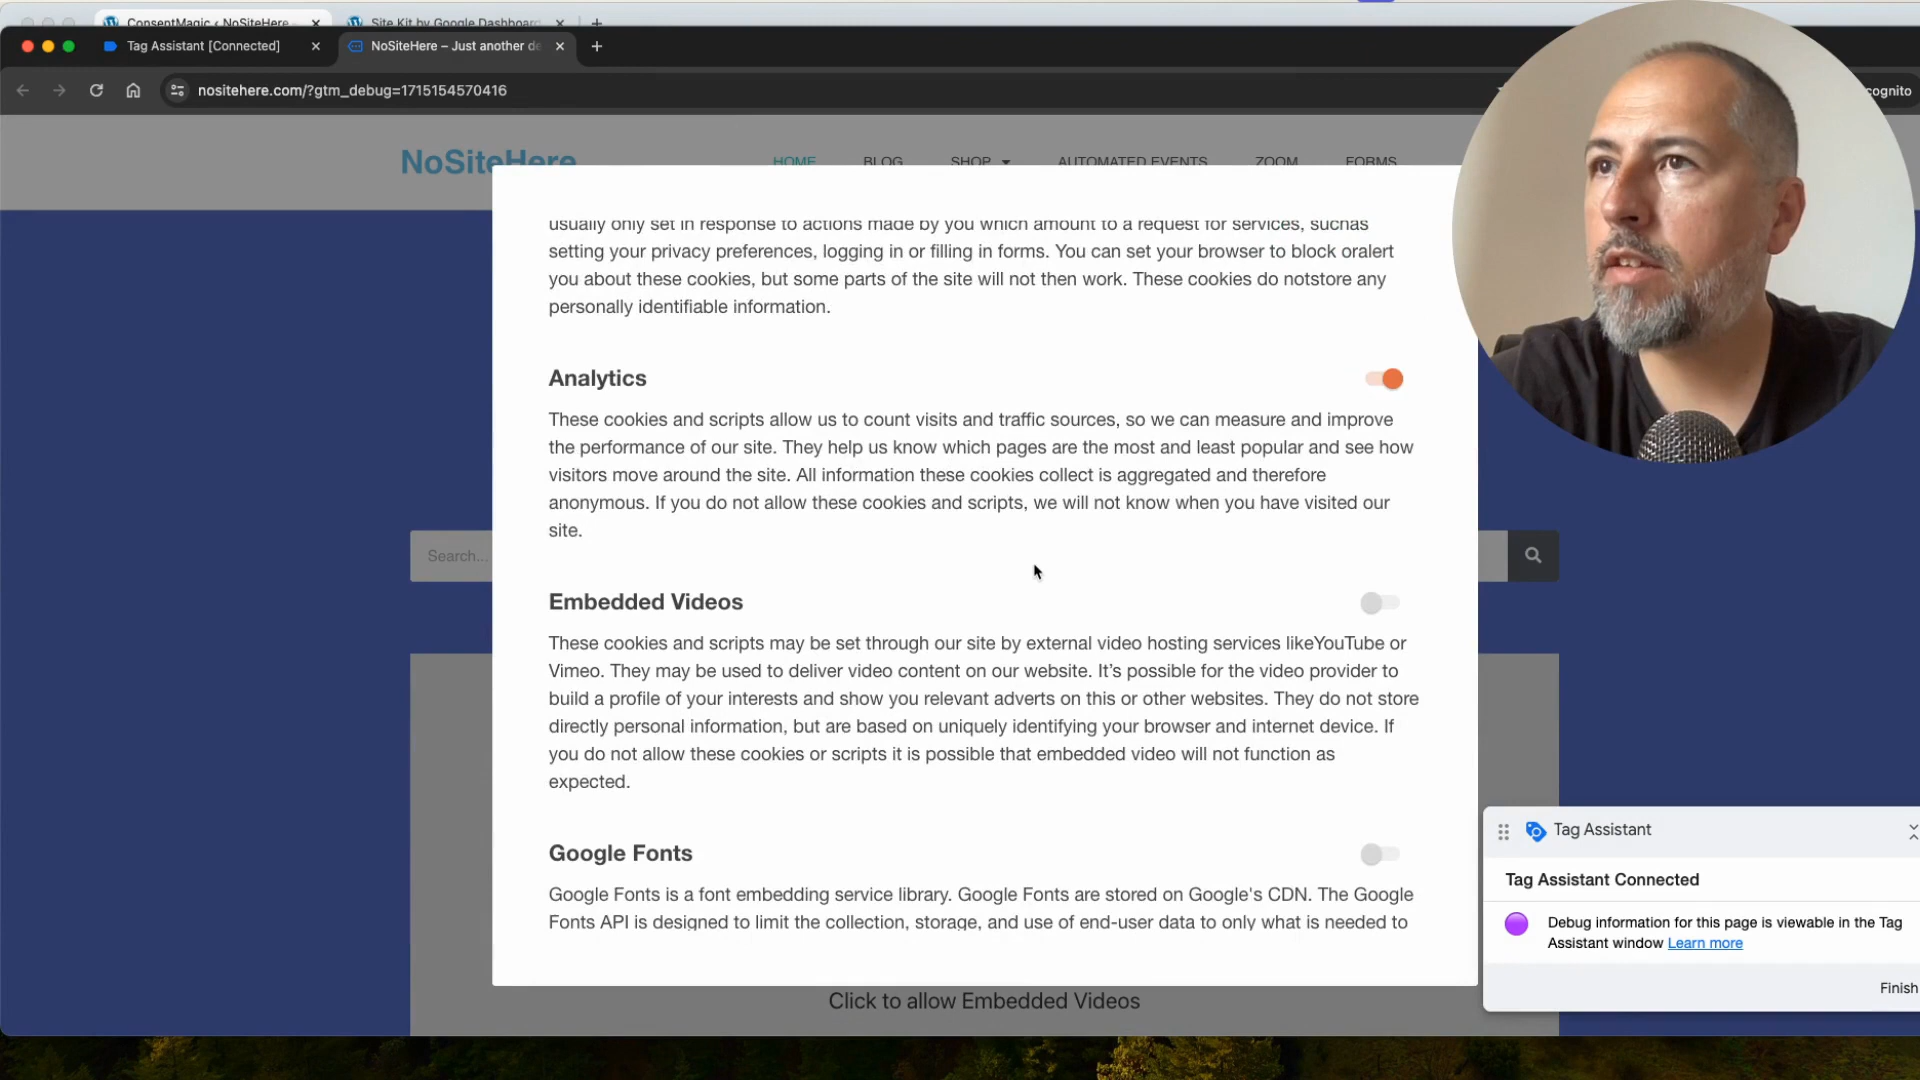 ConsentMagic ‹ NoSiteHere
Site Kit by Google Dashboard
Tag Assistant [Connected]
NoSiteHere – Just another de
nositehere.com/?gtm_debug=1715154570416
cognito
NoSiteHere
HOME
BLOG
SHOP
AUTOMATED EVENTS
ZOOM
FORMS
usually only set in response to actions made by you which amount to a request for services, suchas
setting your privacy preferences, logging in or filling in forms. You can set your browser to block oralert
you about these cookies, but some parts of the site will not then work. These cookies do notstore any
personally identifiable information.
Analytics
These cookies and scripts allow us to count visits and traffic sources, so we can measure and improve
the performance of our site. They help us know which pages are the most and least popular and see how
visitors move around the site. All information these cookies collect is aggregated and therefore
anonymous. If you do not allow these cookies and scripts, we will not know when you have visited our
site.
Search...
Embedded Videos
These cookies and scripts may be set through our site by external video hosting services likeYouTube or
Vimeo. They may be used to deliver video content on our website. It's possible for the video provider to
build a profile of your interests and show you relevant adverts on this or other websites. They do not store
directly personal information, but are based on uniquely identifying your browser and internet device. If
you do not allow these cookies or scripts it is possible that embedded video will not function as
expected.
Google Fonts
Google Fonts is a font embedding service library. Google Fonts are stored on Google's CDN. The Google
Fonts API is designed to limit the collection, storage, and use of end-user data to only what is needed to
Click to allow Embedded Videos
Tag Assistant
Tag Assistant Connected
Debug information for this page is viewable in the Tag
Assistant window Learn more
Finish